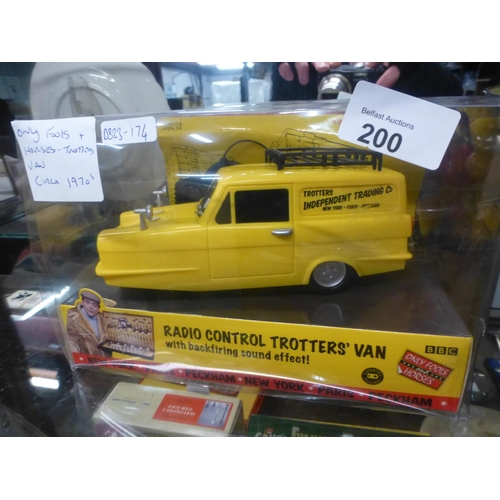 Only Fools +
Horses - Trotters
Van
Circa 1970's
0823-174
Belfast Auctions
200
TROTTERS
INDEPENDENT TRADING Co
NEW YORK - PARIS - PECKHAM
RADIO CONTROL TROTTERS' VAN
with backfiring sound effect!
BBC
ONLY FOOLS
HORSES
PECKHAM • NEW YORK • PARIS • PECKHAM